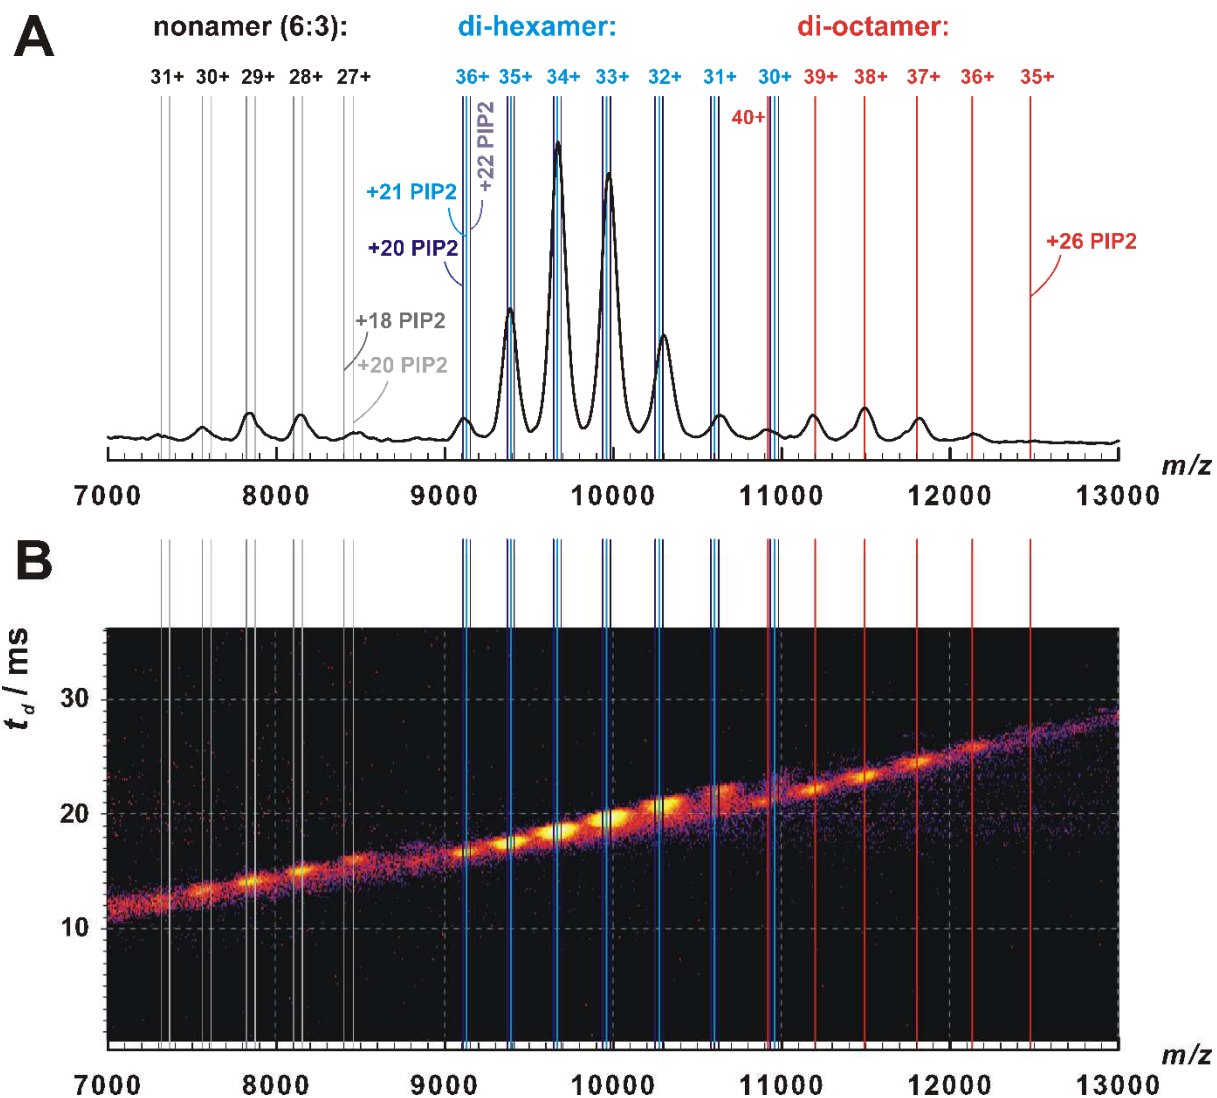 A
nonamer (6:3): di-hexamer: di-octamer:
31+ 30+ 29+ 28+ 27+ 36+ 35+ 34+ 33+ 32+ 31+ 30+ 39+ 38+ 37+ 36+ 35+
40+
+22 PIP2
+21 PIP2
+20 PIP2
+26 PIP2
+18 PIP2
+20 PIP2
m/z
7000 8000 9000 10000 11000 12000 13000
B
t d / ms
30
20
10
m/z
7000 8000 9000 10000 11000 12000 13000